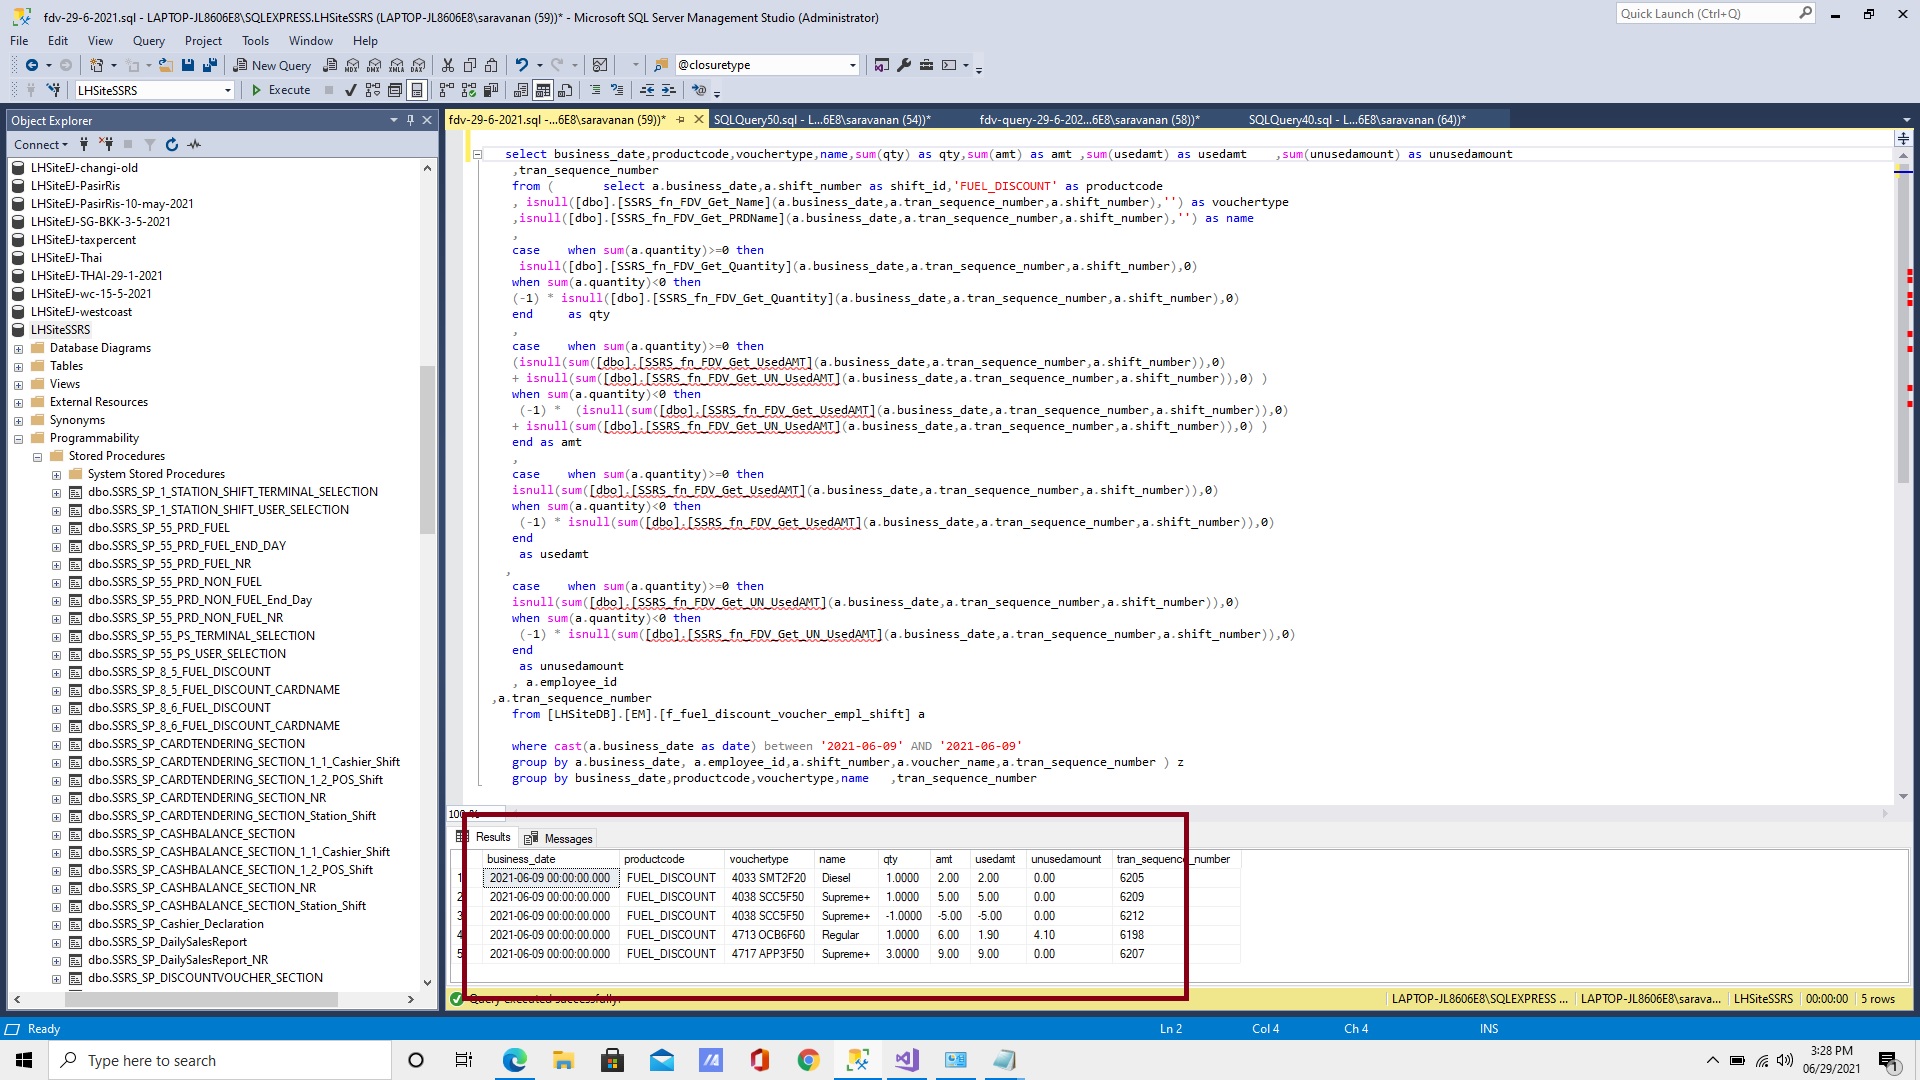 fdv-29-6-2021.sql - LAPTOP-JL8606E8\SQLEXPRESS.LHSiteSSRS (LAPTOP-JL8606E8\saravanan (59))* - Microsoft SQL Server Management Studio (Administrator)
Quick Launch (Ctrl+Q)
File Edit View Query Project Tools Window Help
New Query
@closuretype
LHSiteSSRS
Execute
Object Explorer
fdv-29-6-2021.sql -...6E8\saravanan (59))*
SQLQuery50.sql - L...6E8\saravanan (54))*
fdv-query-29-6-202...6E8\saravanan (58))*
SQLQuery40.sql - L...6E8\saravanan (64))*
Connect
LHSiteEJ-changi-old
LHSiteEJ-PasirRis
LHSiteEJ-PasirRis-10-may-2021
LHSiteEJ-SG-BKK-3-5-2021
LHSiteEJ-taxpercent
LHSiteEJ-Thai
LHSiteEJ-THAI-29-1-2021
LHSiteEJ-wc-15-5-2021
LHSiteEJ-westcoast
LHSiteSSRS
Database Diagrams
Tables
Views
External Resources
Synonyms
Programmability
Stored Procedures
System Stored Procedures
dbo.SSRS_SP_1_STATION_SHIFT_TERMINAL_SELECTION
dbo.SSRS_SP_1_STATION_SHIFT_USER_SELECTION
dbo.SSRS_SP_55_PRD_FUEL
dbo.SSRS_SP_55_PRD_FUEL_END_DAY
dbo.SSRS_SP_55_PRD_FUEL_NR
dbo.SSRS_SP_55_PRD_NON_FUEL
dbo.SSRS_SP_55_PRD_NON_FUEL_End_Day
dbo.SSRS_SP_55_PRD_NON_FUEL_NR
dbo.SSRS_SP_55_PS_TERMINAL_SELECTION
dbo.SSRS_SP_55_PS_USER_SELECTION
dbo.SSRS_SP_8_5_FUEL_DISCOUNT
dbo.SSRS_SP_8_5_FUEL_DISCOUNT_CARDNAME
dbo.SSRS_SP_8_6_FUEL_DISCOUNT
dbo.SSRS_SP_8_6_FUEL_DISCOUNT_CARDNAME
dbo.SSRS_SP_CARDTENDERING_SECTION
dbo.SSRS_SP_CARDTENDERING_SECTION_1_1_Cashier_Shift
dbo.SSRS_SP_CARDTENDERING_SECTION_1_2_POS_Shift
dbo.SSRS_SP_CARDTENDERING_SECTION_NR
dbo.SSRS_SP_CARDTENDERING_SECTION_Station_Shift
dbo.SSRS_SP_CASHBALANCE_SECTION
dbo.SSRS_SP_CASHBALANCE_SECTION_1_1_Cashier_Shift
dbo.SSRS_SP_CASHBALANCE_SECTION_1_2_POS_Shift
dbo.SSRS_SP_CASHBALANCE_SECTION_NR
dbo.SSRS_SP_CASHBALANCE_SECTION_Station_Shift
dbo.SSRS_SP_Cashier_Declaration
dbo.SSRS_SP_DailySalesReport
dbo.SSRS_SP_DailySalesReport_NR
dbo.SSRS_SP_DISCOUNTVOUCHER_SECTION
select business_date,productcode,vouchertype,name,sum(qty) as qty,sum(amt) as amt ,sum(usedamt) as usedamt ,sum(unusedamount) as unusedamount
,tran_sequence_number
from ( select a.business_date,a.shift_number as shift_id,'FUEL_DISCOUNT' as productcode
, isnull([dbo].[SSRS_fn_FDV_Get_Name](a.business_date,a.tran_sequence_number,a.shift_number),'') as vouchertype
,isnull([dbo].[SSRS_fn_FDV_Get_PRDName](a.business_date,a.tran_sequence_number,a.shift_number),'') as name
,
case when sum(a.quantity)>=0 then
isnull([dbo].[SSRS_fn_FDV_Get_Quantity](a.business_date,a.tran_sequence_number,a.shift_number),0)
when sum(a.quantity)<0 then
(-1) * isnull([dbo].[SSRS_fn_FDV_Get_Quantity](a.business_date,a.tran_sequence_number,a.shift_number),0)
end as qty
,
case when sum(a.quantity)>=0 then
(isnull(sum([dbo].[SSRS_fn_FDV_Get_UsedAMT](a.business_date,a.tran_sequence_number,a.shift_number)),0)
+ isnull(sum([dbo].[SSRS_fn_FDV_Get_UN_UsedAMT](a.business_date,a.tran_sequence_number,a.shift_number)),0) )
when sum(a.quantity)<0 then
(-1) * (isnull(sum([dbo].[SSRS_fn_FDV_Get_UsedAMT](a.business_date,a.tran_sequence_number,a.shift_number)),0)
+ isnull(sum([dbo].[SSRS_fn_FDV_Get_UN_UsedAMT](a.business_date,a.tran_sequence_number,a.shift_number)),0) )
end as amt
,
case when sum(a.quantity)>=0 then
isnull(sum([dbo].[SSRS_fn_FDV_Get_UsedAMT](a.business_date,a.tran_sequence_number,a.shift_number)),0)
when sum(a.quantity)<0 then
(-1) * isnull(sum([dbo].[SSRS_fn_FDV_Get_UsedAMT](a.business_date,a.tran_sequence_number,a.shift_number)),0)
end
as usedamt
,
case when sum(a.quantity)>=0 then
isnull(sum([dbo].[SSRS_fn_FDV_Get_UN_UsedAMT](a.business_date,a.tran_sequence_number,a.shift_number)),0)
when sum(a.quantity)<0 then
(-1) * isnull(sum([dbo].[SSRS_fn_FDV_Get_UN_UsedAMT](a.business_date,a.tran_sequence_number,a.shift_number)),0)
end
as unusedamount
, a.employee_id
,a.tran_sequence_number
from [LHSiteDB].[EM].[f_fuel_discount_voucher_empl_shift] a
where cast(a.business_date as date) between '2021-06-09' AND '2021-06-09'
group by a.business_date, a.employee_id,a.shift_number,a.voucher_name,a.tran_sequence_number ) z
group by business_date,productcode,vouchertype,name ,tran_sequence_number
100 %
Results Messages
business_date productcode vouchertype name qty amt usedamt unusedamount tran_sequence_number
1 2021-06-09 00:00:00.000 FUEL_DISCOUNT 4033 SMT2F20 Diesel 1.0000 2.00 2.00 0.00 6205
2 2021-06-09 00:00:00.000 FUEL_DISCOUNT 4038 SCC5F50 Supreme+ 1.0000 5.00 5.00 0.00 6209
3 2021-06-09 00:00:00.000 FUEL_DISCOUNT 4038 SCC5F50 Supreme+ -1.0000 -5.00 -5.00 0.00 6212
4 2021-06-09 00:00:00.000 FUEL_DISCOUNT 4713 OCB6F60 Regular 1.0000 6.00 1.90 4.10 6198
5 2021-06-09 00:00:00.000 FUEL_DISCOUNT 4717 APP3F50 Supreme+ 3.0000 9.00 9.00 0.00 6207
Query executed successfully.
LAPTOP-JL8606E8\SQLEXPRESS ... LAPTOP-JL8606E8\sarava... LHSiteSSRS 00:00:00 5 rows
Ready
Ln 2 Col 4 Ch 4 INS
Type here to search
3:28 PM
06/29/2021
1